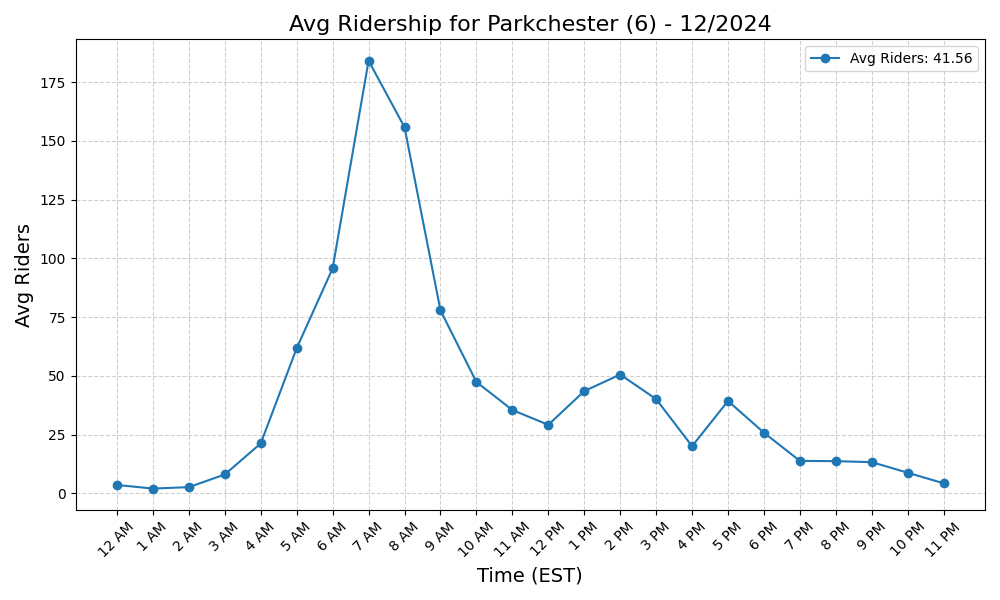 Avg Ridership for Parkchester (6) - 12/2024
Avg Riders: 41.56
Avg Riders
175
150
125
100
75
50
25
0
12 AM
1 AM
2 AM
3 AM
4 AM
5 AM
6 AM
7 AM
8 AM
9 AM
10 AM
11 AM
12 PM
1 PM
2 PM
3 PM
4 PM
5 PM
6 PM
7 PM
8 PM
9 PM
10 PM
11 PM
Time (EST)